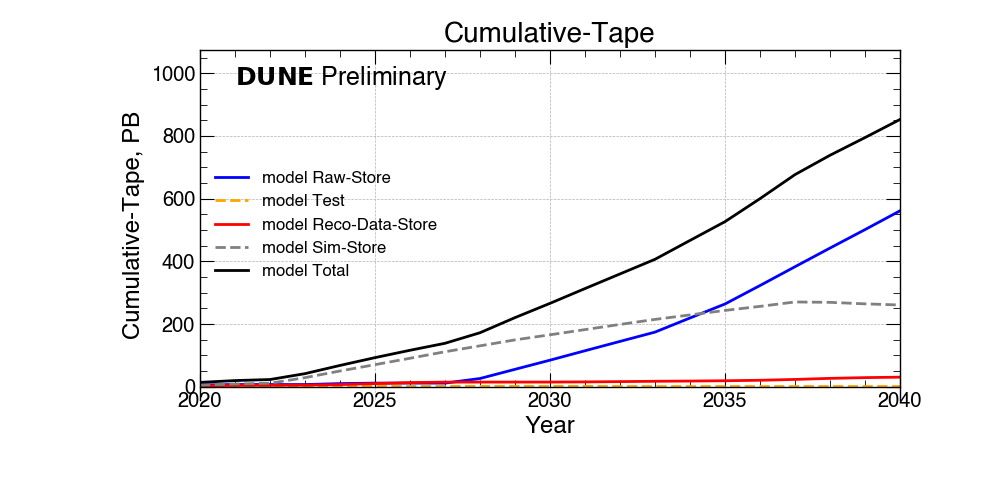 Cumulative-Tape
DUNE Preliminary
Cumulative-Tape, PB
1000
800
600
400
200
0
model Raw-Store
model Test
model Reco-Data-Store
model Sim-Store
model Total
2020 2025 2030 2035 2040
Year